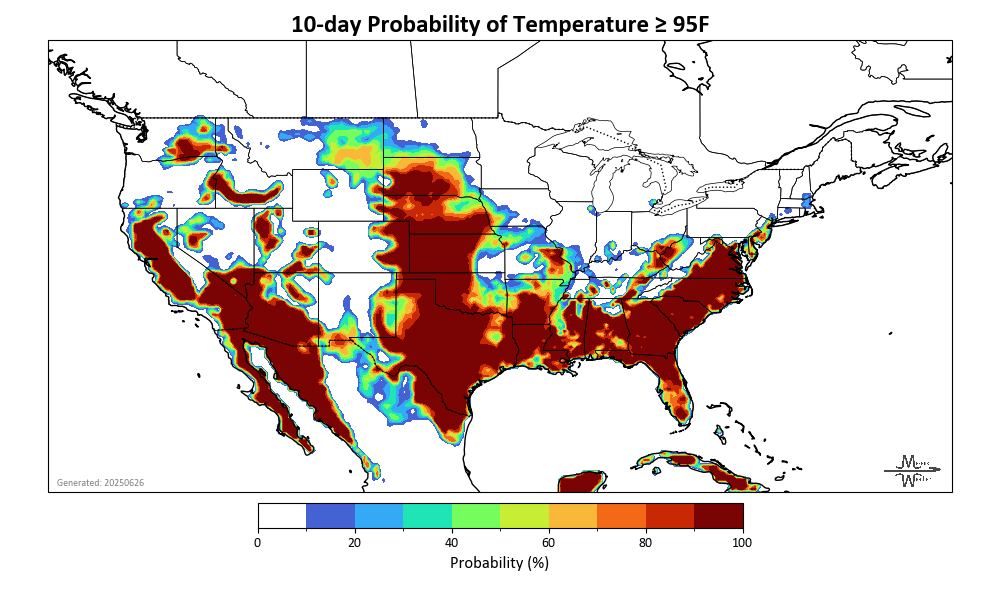 10-day Probability of Temperature ≥ 95F
Generated: 20250626
0 20 40 60 80 100
Probability (%)